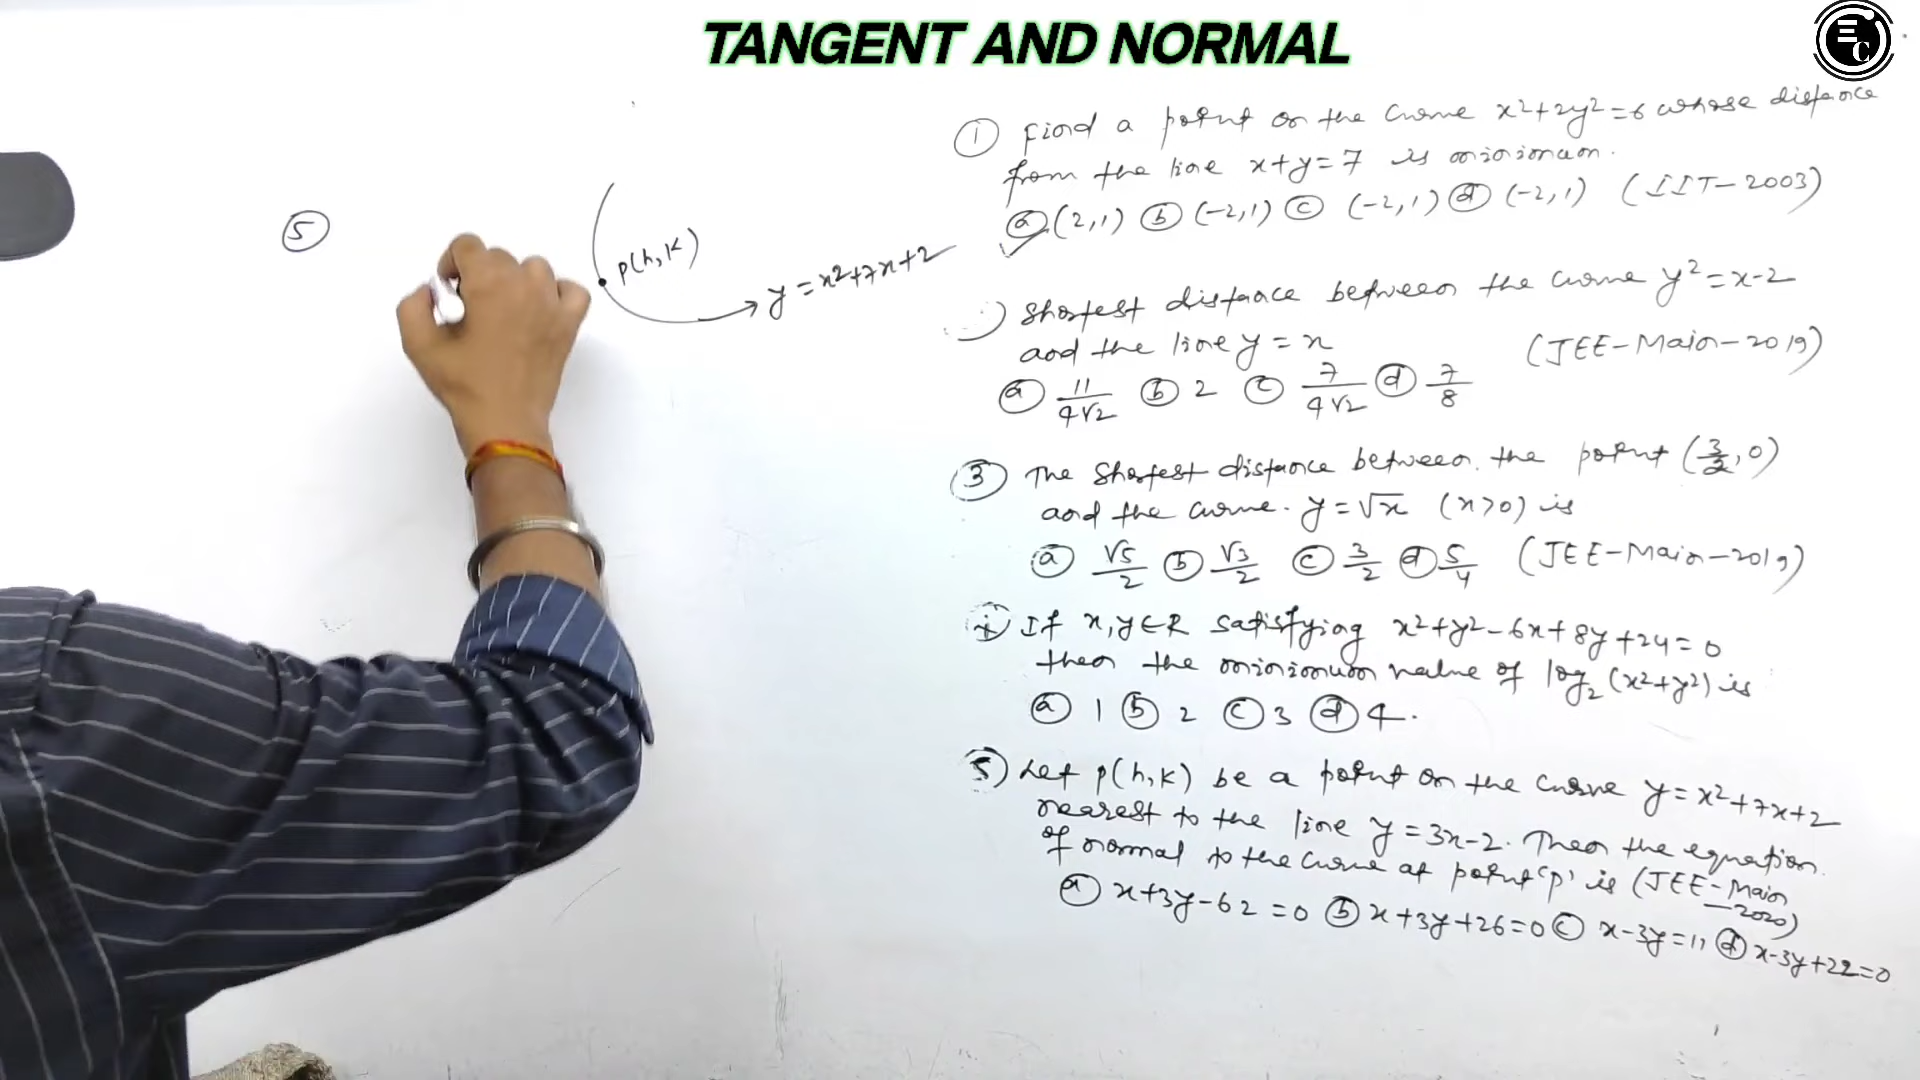 TANGENT AND NORMAL
EC
① Find a point on the curve x²+2y²=6 whose distance
from the line x+y=7 is minimum.
ⓐ (2,1) ⓑ (-2,1) ⓒ (-2,1) ⓓ (-2,1) (IIT-2003)
) Shortest distance between the curve y²=x-2
and the line y=x (JEE-Main-2019)
ⓐ 11/4√2 ⓑ 2 ⓒ 7/4√2 ⓓ 7/8
③ The Shortest distance between the point (3/2,0)
and the curve y=√x (x>0) is
ⓐ √5/2 ⓑ √3/2 ⓒ 3/2 ⓓ 5/4 (JEE-Main-2019)
④ If x,y∈R satisfying x²+y²-6x+8y+24=0
then the minimum value of log₂(x²+y²) is
ⓐ 1 ⓑ 2 ⓒ 3 ⓓ 4.
⑤ Let P(h,k) be a point on the curve y=x²+7x+2
nearest to the line y=3x-2. Then the equation
of normal to the curve at point 'p' is (JEE-Main
-2020)
ⓐ x+3y-62=0 ⓑ x+3y+26=0 ⓒ x-3y=11 ⓓ x-3y+22=0
⑤
P(h,k)
y=x²+7x+2